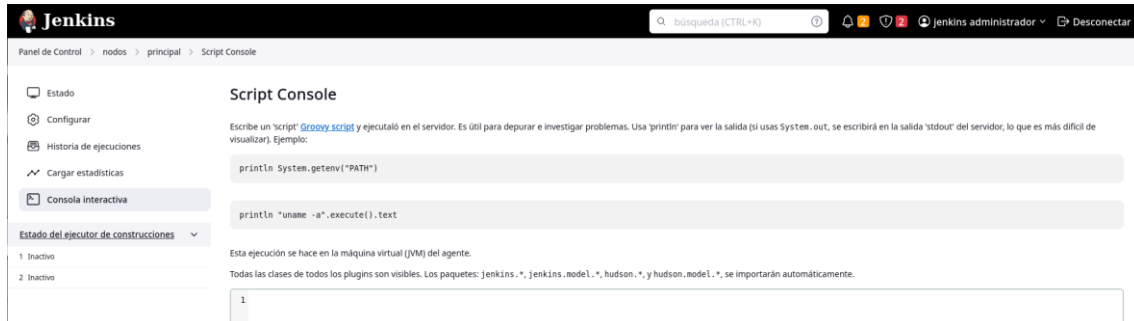 Jenkins
búsqueda (CTRL+K)
2
2
jenkins administrador
Desconectar
Panel de Control > nodos > principal > Script Console
Estado
Configurar
Historia de ejecuciones
Cargar estadísticas
Consola interactiva
Estado del ejecutor de construcciones
1 Inactivo
2 Inactivo
Script Console
Escribe un 'script' Groovy script y ejecutaló en el servidor. Es útil para depurar e investigar problemas. Usa 'println' para ver la salida (si usas System.out, se escribirá en la salida 'stdout' del servidor, lo que es más difícil de
visualizar). Ejemplo:
println System.getenv("PATH")
println "uname -a".execute().text
Esta ejecución se hace en la máquina virtual (JVM) del agente.
Todas las clases de todos los plugins son visibles. Los paquetes: jenkins.*, jenkins.model.*, hudson.*, y hudson.model.*, se importarán automáticamente.
1